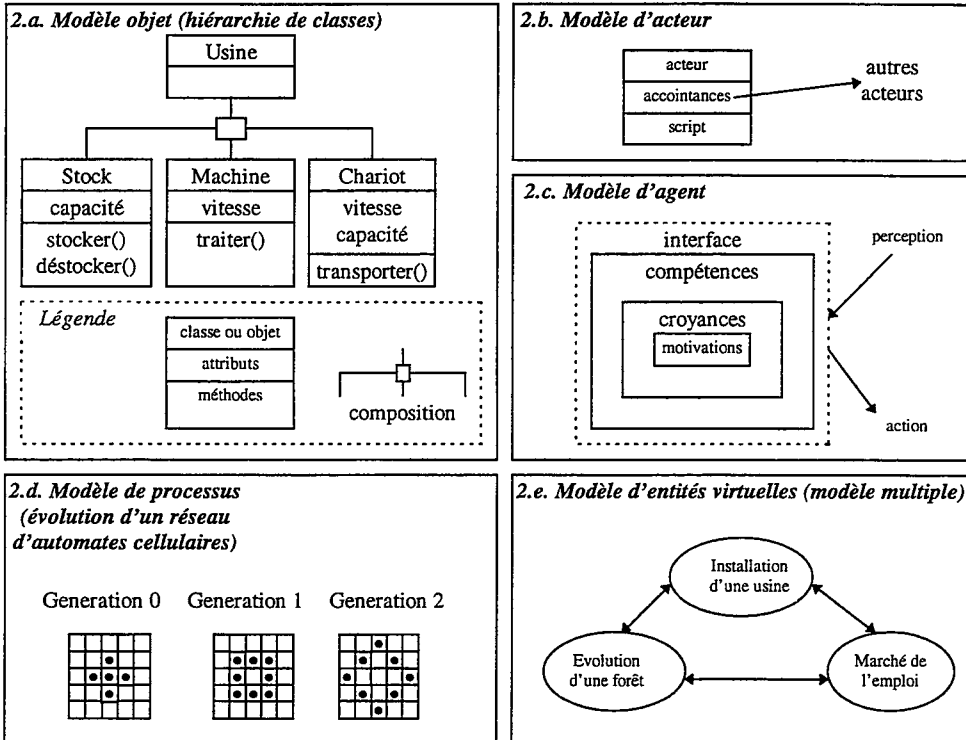 2.a. Modèle objet (hiérarchie de classes)
Usine
Stock
capacité
stocker()
déstocker()
Machine
vitesse
traiter()
Chariot
vitesse
capacité
transporter()
Légende
classe ou objet
attributs
méthodes
composition
2.b. Modèle d'acteur
acteur
accointances
script
autres
acteurs
2.c. Modèle d'agent
interface
compétences
croyances
motivations
perception
action
2.d. Modèle de processus
(évolution d'un réseau
d'automates cellulaires)
Generation 0
Generation 1
Generation 2
2.e. Modèle d'entités virtuelles (modèle multiple)
Installation
d'une usine
Evolution
d'une forêt
Marché de
l'emploi